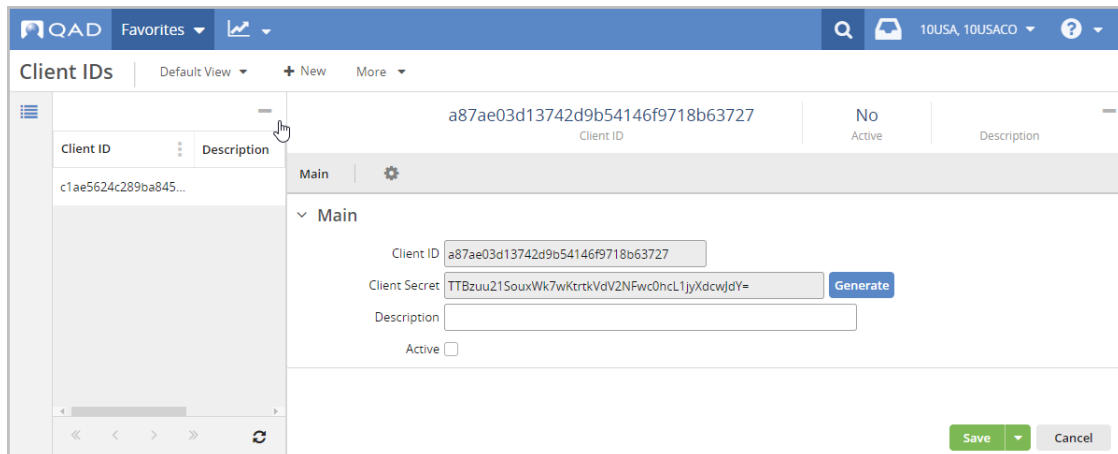 QAD Favorites 10USA, 10USACO ?
Client IDs Default View + New More
a87ae03d13742d9b54146f9718b63727 No
Client ID Active Description
Client ID Description
c1ae5624c289ba845...
Main
Main
Client ID a87ae03d13742d9b54146f9718b63727
Client Secret TTBzuu21SouxWk7wKtrtkVdV2NFwc0hcL1jyXdcwJdY= Generate
Description
Active
Save Cancel